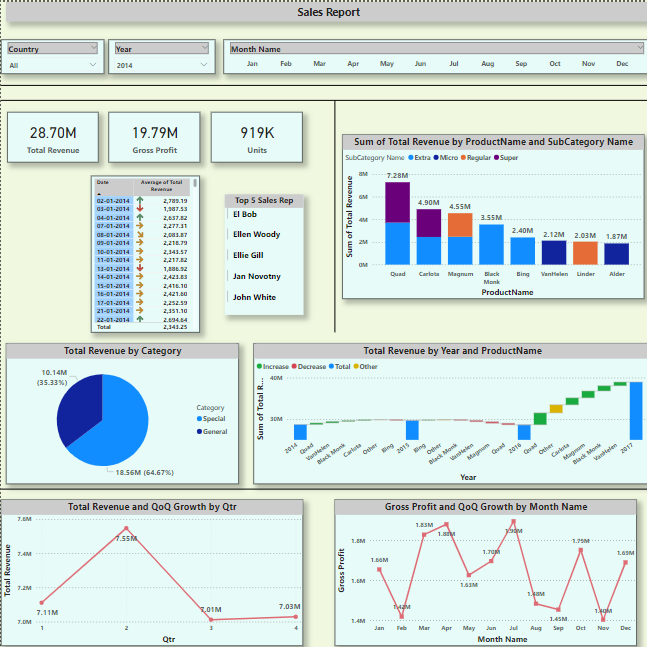 Sales Report
Country
All
Year
2014
Month Name
Jan Feb Mar Apr May Jun Jul Aug Sep Oct Nov Dec
28.70M
Total Revenue
19.79M
Gross Profit
919K
Units
Date Average of Total Revenue
02-01-2014 2,789.19
03-01-2014 1,987.53
04-01-2014 2,637.82
07-01-2014 2,277.31
08-01-2014 2,083.87
09-01-2014 2,218.79
10-01-2014 2,343.57
11-01-2014 2,217.82
13-01-2014 1,886.92
14-01-2014 2,423.83
15-01-2014 2,416.10
16-01-2014 2,421.60
17-01-2014 2,252.59
21-01-2014 2,351.10
22-01-2014 2,694.64
Total 2,343.25
Top 5 Sales Rep
El Bob
Ellen Woody
Ellie Gill
Jan Novotny
John White
Sum of Total Revenue by ProductName and SubCategory Name
SubCategory Name Extra Micro Regular Super
Sum of Total Revenue
8M
6M
4M
2M
0M
7.28M
4.90M
4.55M
3.55M
2.40M
2.12M
2.03M
1.87M
Quad Carlota Magnum Black Monk Bing VanHelen Linder Alder
ProductName
Total Revenue by Category
10.14M
(35.33%)
18.56M (64.67%)
Category
Special
General
Total Revenue by Year and ProductName
Increase Decrease Total Other
Sum of Total R...
40M
30M
2014 Quad VanHelen Black Monk Carlota Other Bing 2015 Bing Other Black Monk VanHelen Magnum Quad 2016 Quad Other Carlota Magnum Black Monk VanHelen 2017
Year
Total Revenue and QoQ Growth by Qtr
Total Revenue
7.6M
7.4M
7.2M
7.0M
7.11M
7.55M
7.01M
7.03M
1 2 3 4
Qtr
Gross Profit and QoQ Growth by Month Name
Gross Profit
1.8M
1.6M
1.4M
1.66M
1.42M
1.83M
1.88M
1.63M
1.70M
1.90M
1.48M
1.45M
1.75M
1.40M
1.69M
Jan Feb Mar Apr May Jun Jul Aug Sep Oct Nov Dec
Month Name